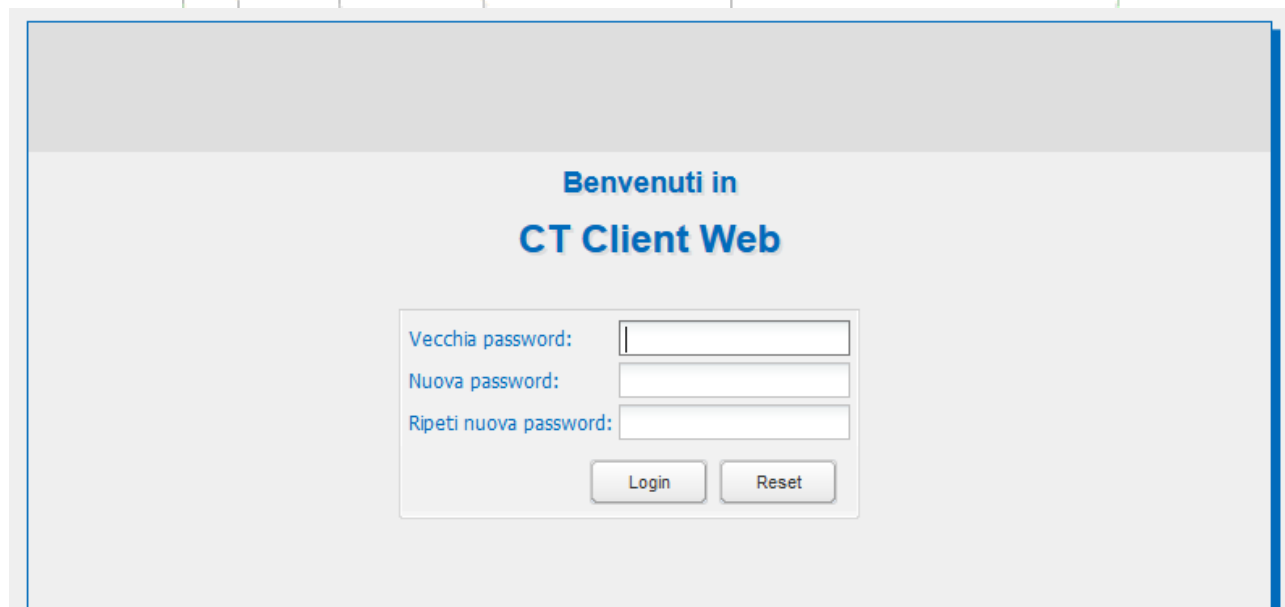 Benvenuti in
CT Client Web
Vecchia password:
Nuova password:
Ripeti nuova password:
Login Reset